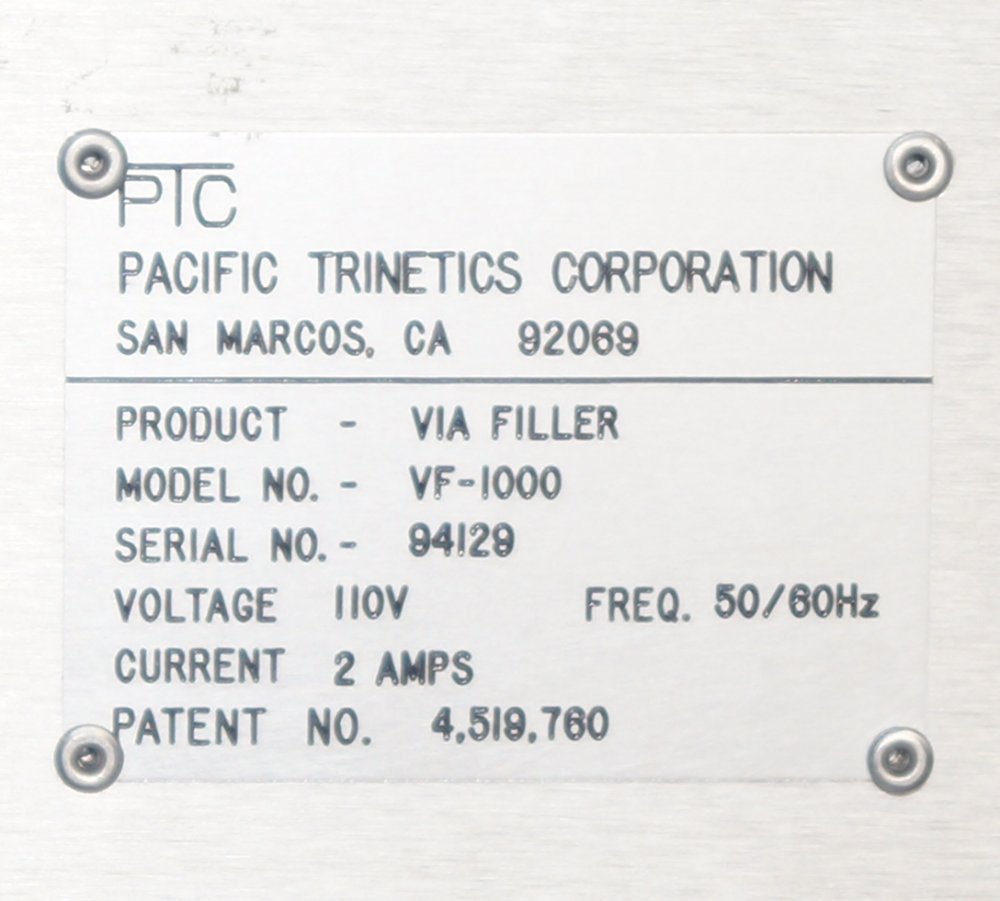 PTC
PACIFIC TRINETICS CORPORATION
SAN MARCOS, CA 92069
PRODUCT - VIA FILLER
MODEL NO. - VF-1000
SERIAL NO. - 94129
VOLTAGE 110V FREQ. 50/60Hz
CURRENT 2 AMPS
PATENT NO. 4,519,760